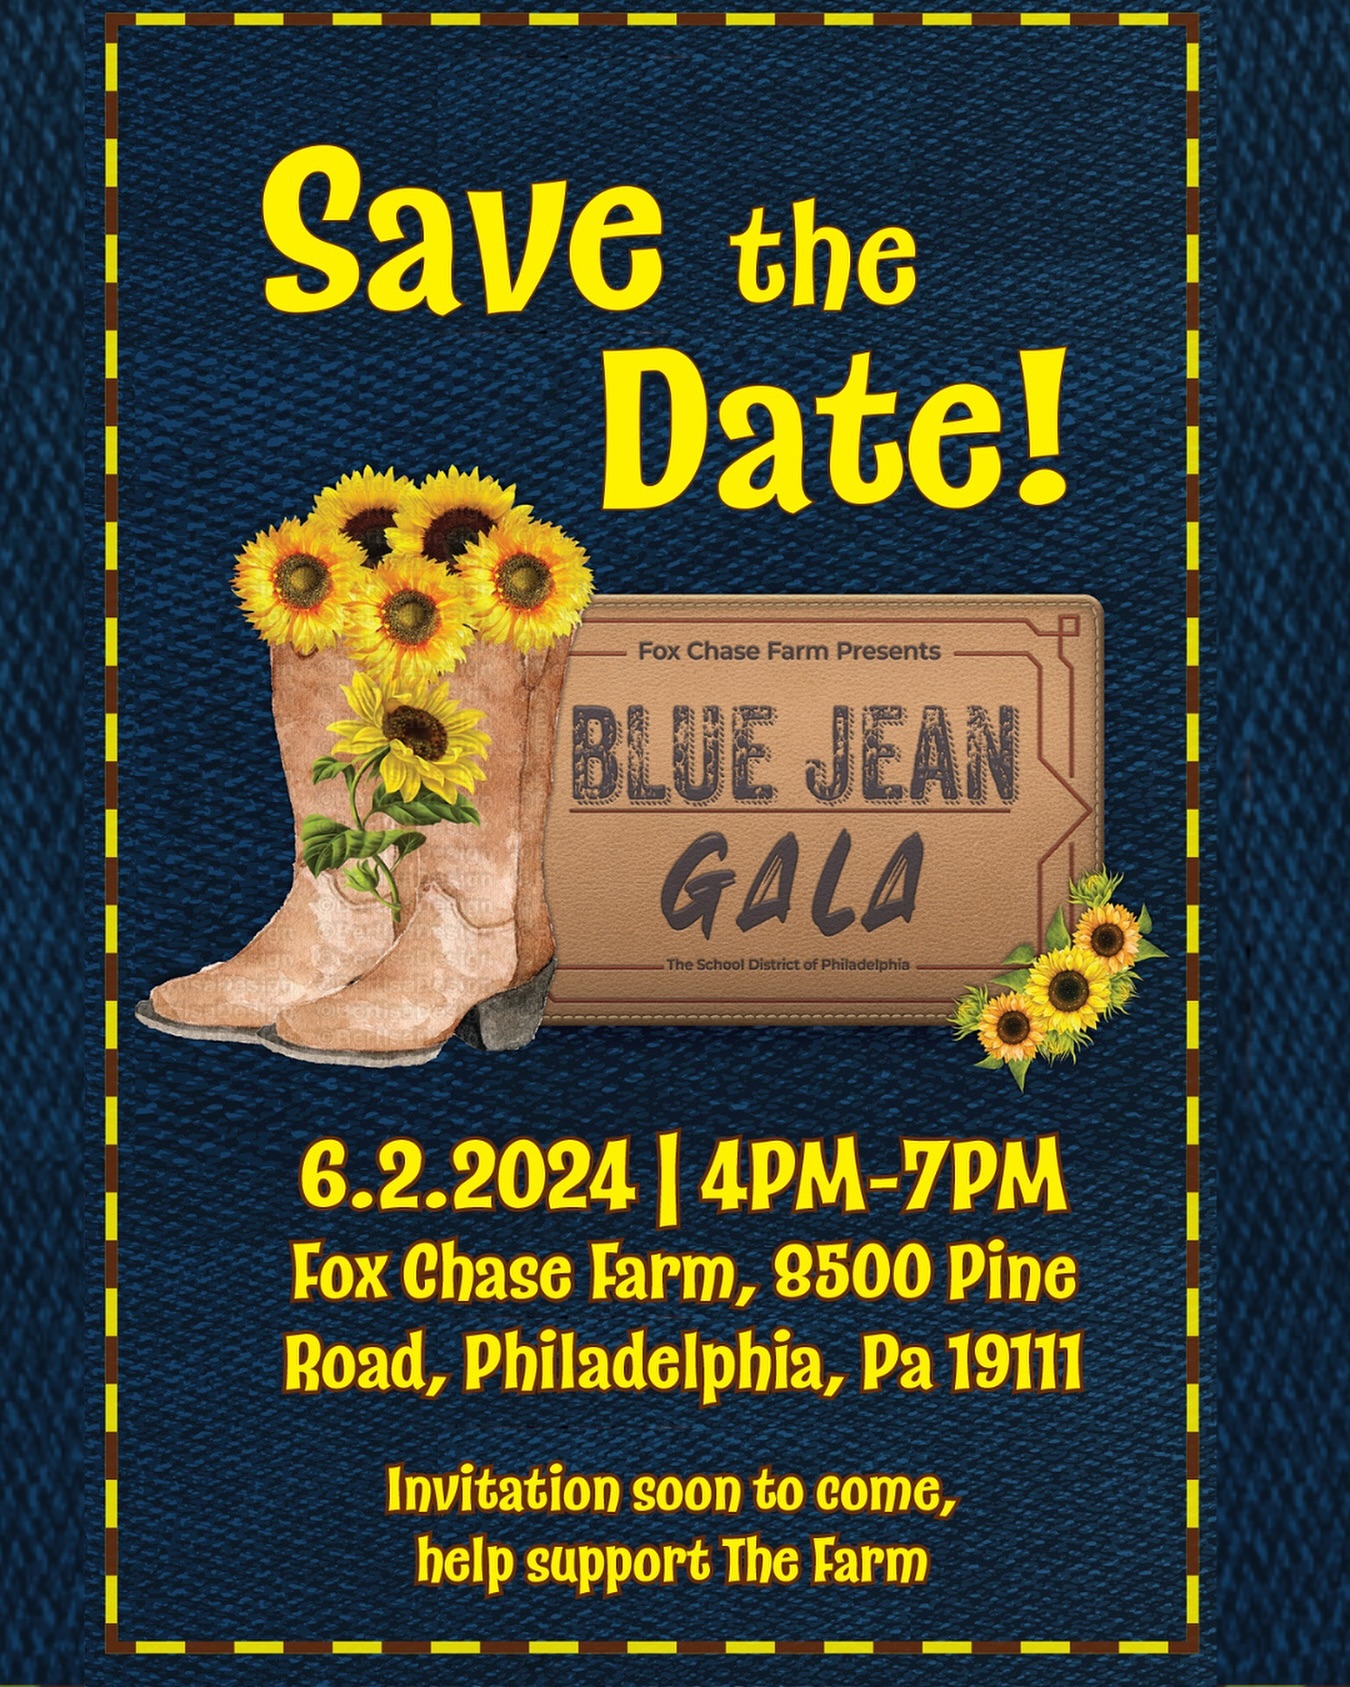 Save the
Date!
Fox Chase Farm Presents
BLUE JEAN
GALA
The School District of Philadelphia
6.2.2024 | 4PM-7PM
Fox Chase Farm, 8500 Pine
Road, Philadelphia, Pa 19111
Invitation soon to come,
help support The Farm